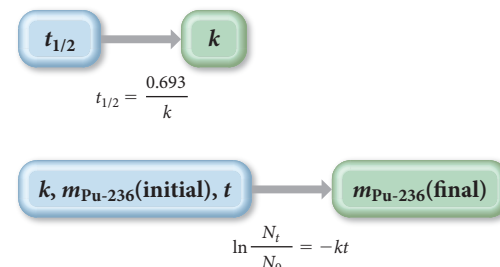 t1/2 k
t1/2 = 0.693 / k
k, mPu-236(initial), t mPu-236(final)
ln Nt / N0 = −kt